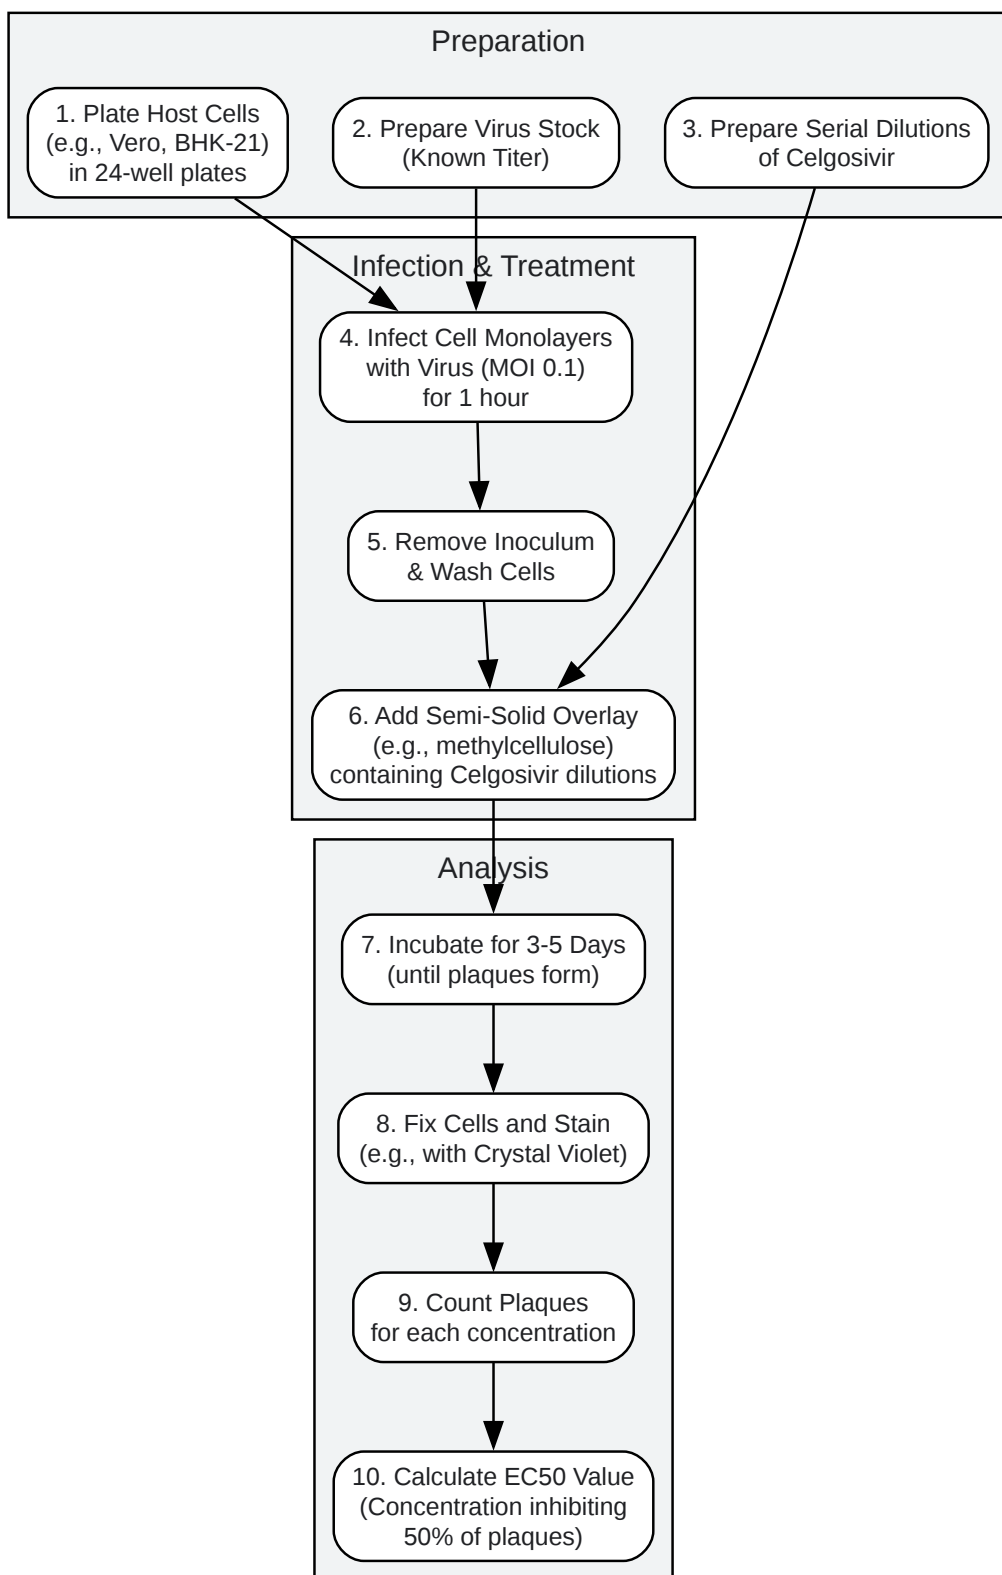 Preparation
1. Plate Host Cells
(e.g., Vero, BHK-21)
in 24-well plates
2. Prepare Virus Stock
(Known Titer)
3. Prepare Serial Dilutions
of Celgosivir
Infection & Treatment
4. Infect Cell Monolayers
with Virus (MOI 0.1)
for 1 hour
5. Remove Inoculum
& Wash Cells
6. Add Semi-Solid Overlay
(e.g., methylcellulose)
containing Celgosivir dilutions
Analysis
7. Incubate for 3-5 Days
(until plaques form)
8. Fix Cells and Stain
(e.g., with Crystal Violet)
9. Count Plaques
for each concentration
10. Calculate EC50 Value
(Concentration inhibiting
50% of plaques)